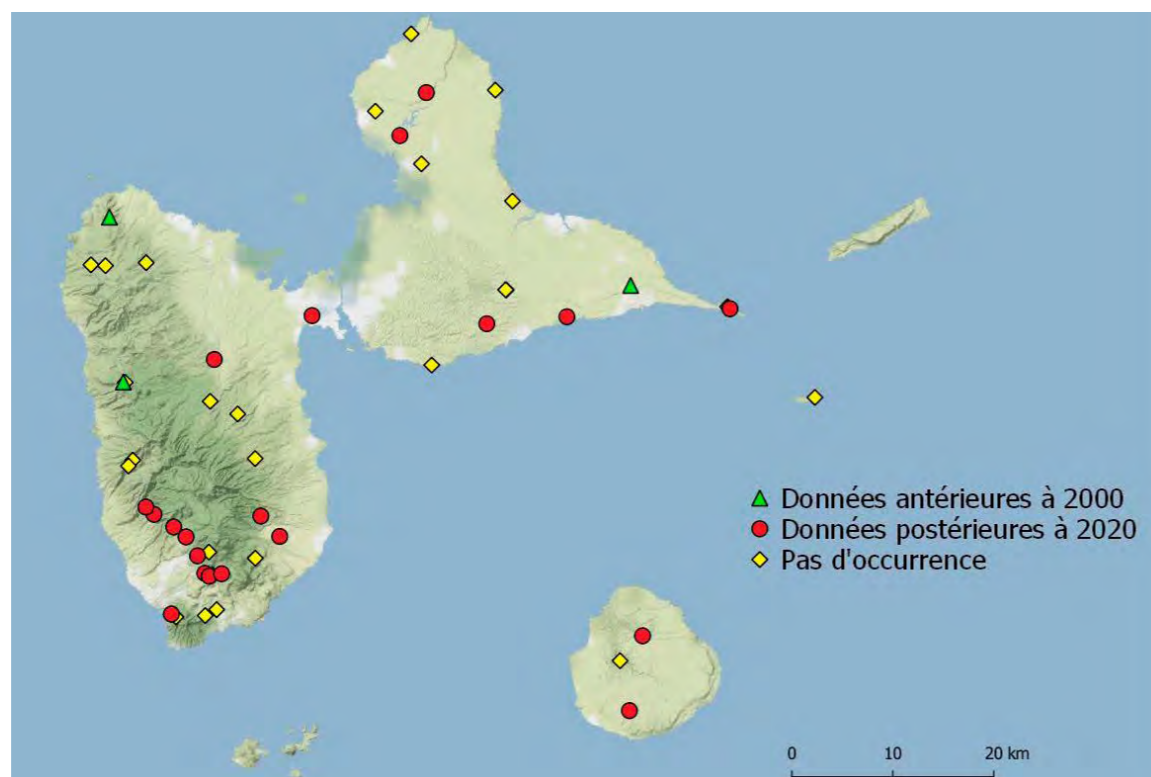 Données antérieures à 2000
Données postérieures à 2020
Pas d'occurrence
0 10 20 km